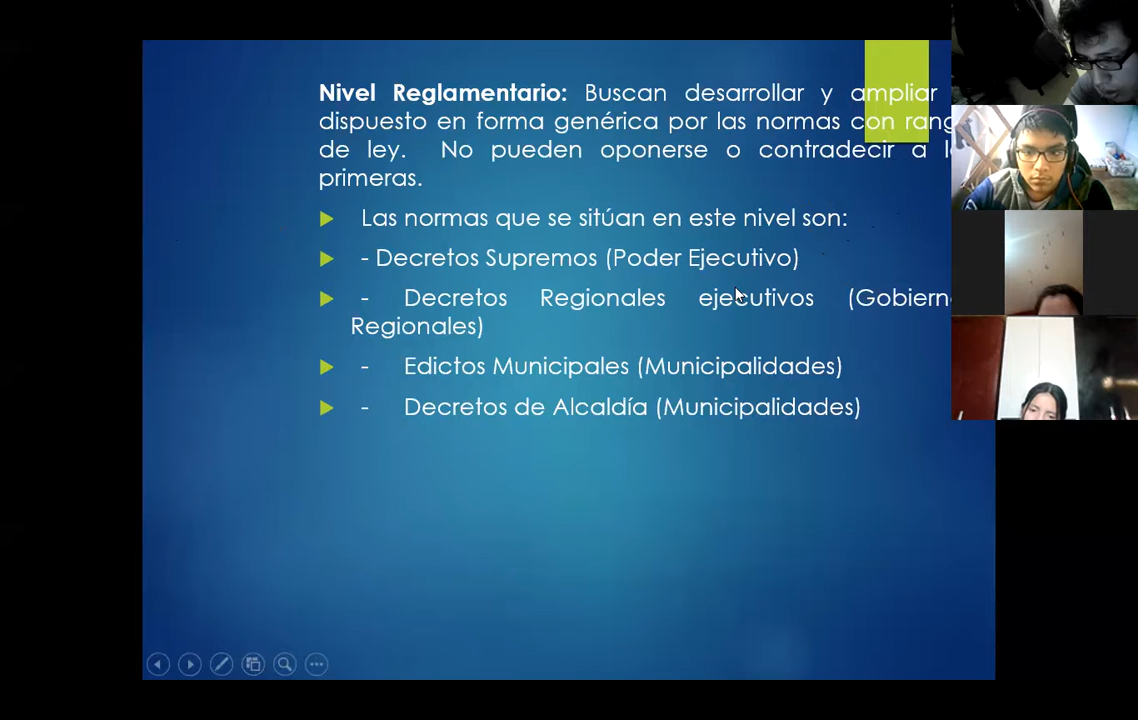 Nivel Reglamentario: Buscan desarrollar y ampliar
dispuesto en forma genérica por las normas con
de ley. No pueden oponerse o contradecir a
primeras.
Las normas que se sitúan en este nivel son:
- Decretos Supremos (Poder Ejecutivo)
- Decretos Regionales ejecutivos
Regionales)
- Edictos Municipales (Municipalidades)
- Decretos de Alcaldía (Municipalidades)